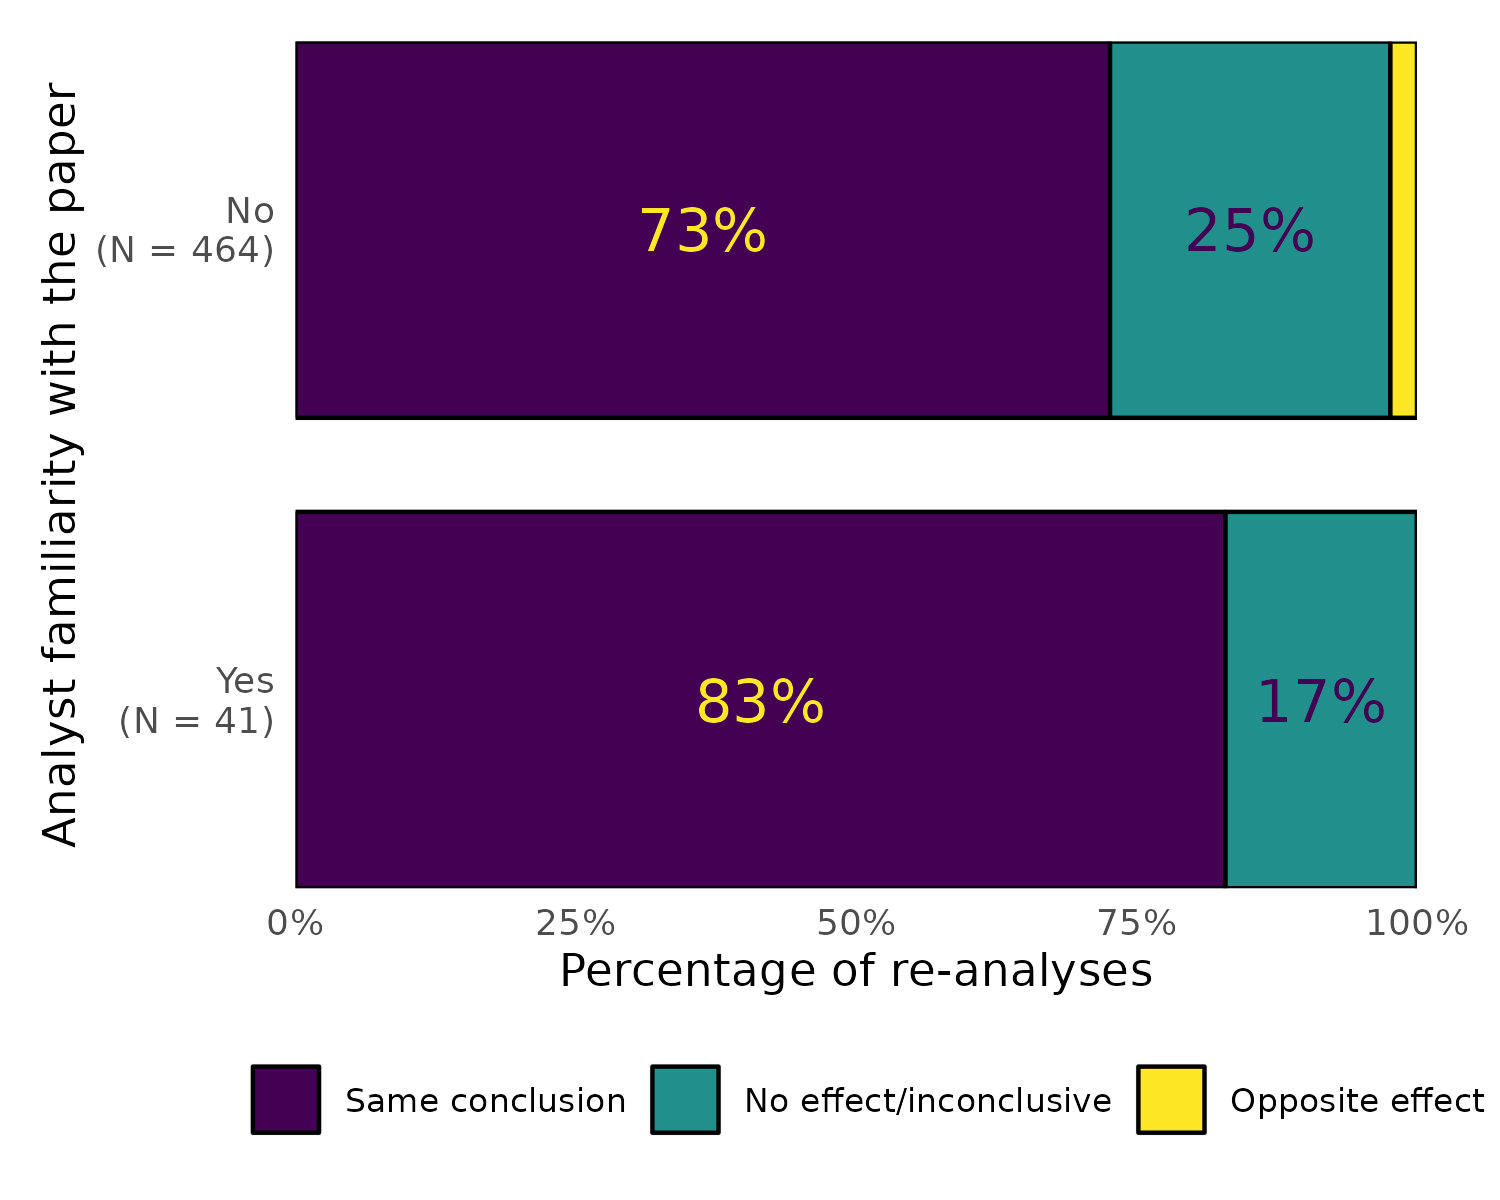 Analyst familiarity with the paper
No
(N = 464)
73%
25%
Yes
(N = 41)
83%
17%
0%
25%
50%
75%
100%
Percentage of re-analyses
Same conclusion
No effect/inconclusive
Opposite effect